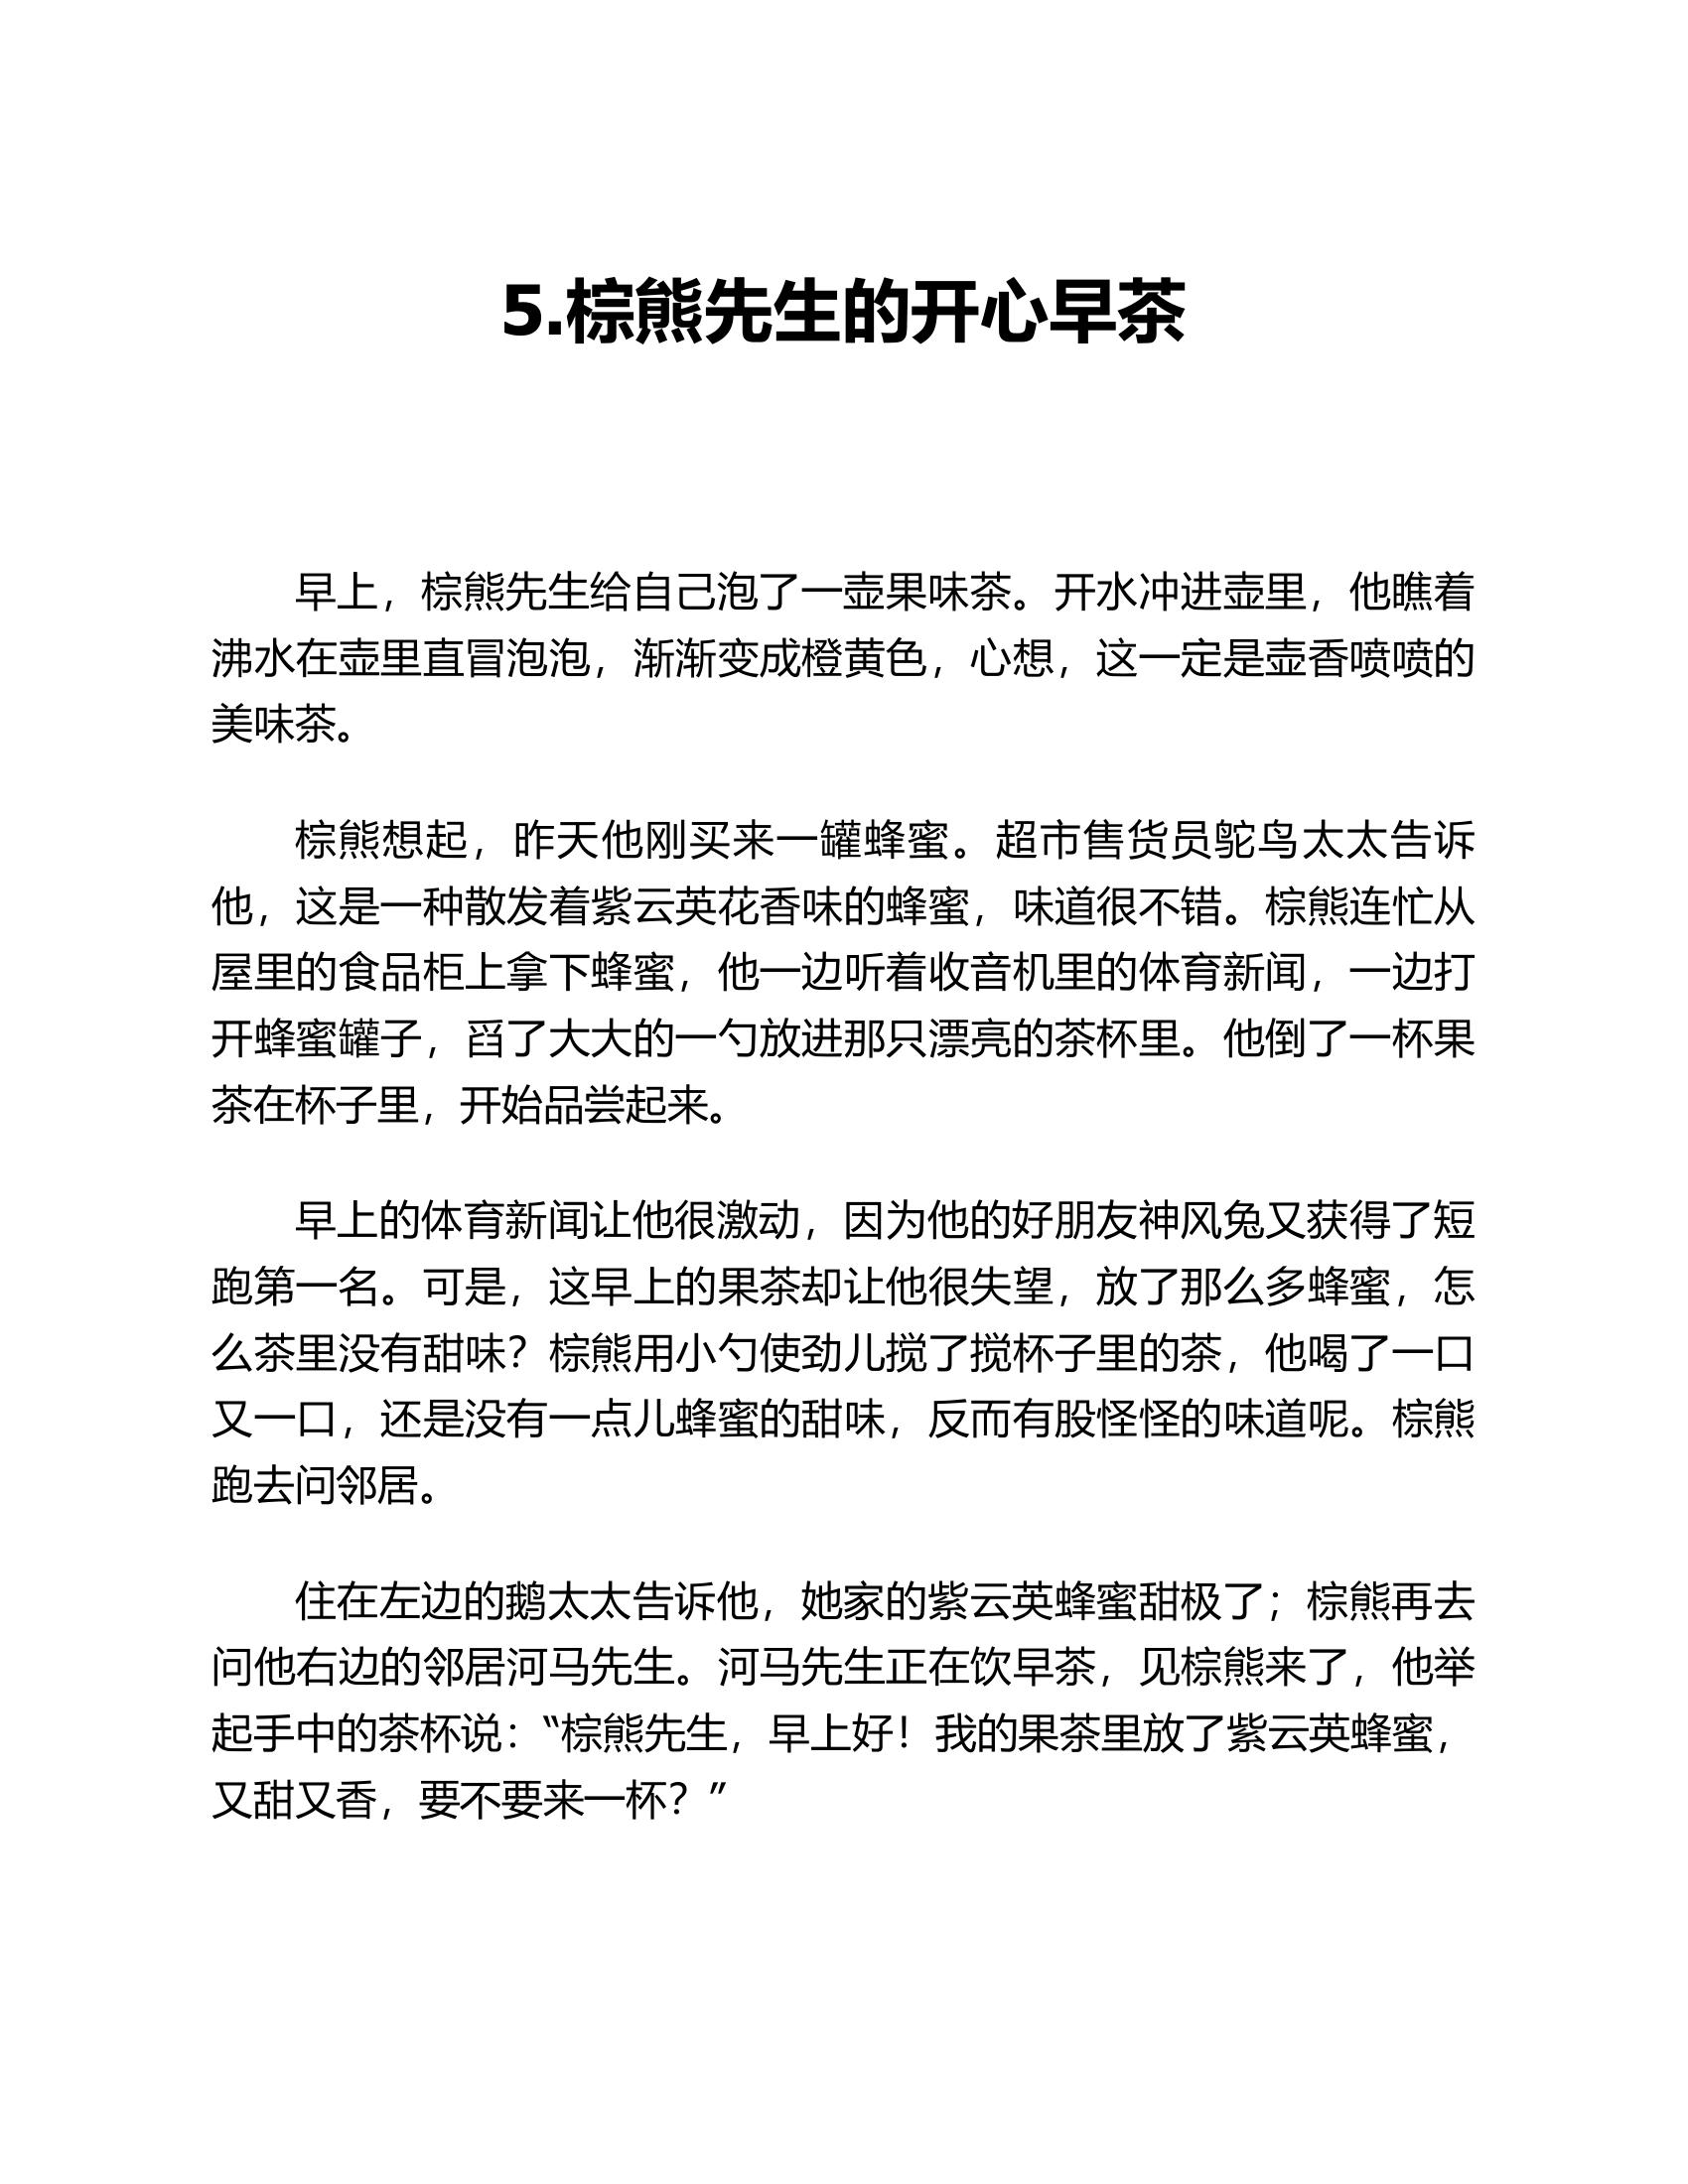 5.棕熊先生的开心早茶
早上，棕熊先生给自己泡了一壶果味茶。开水冲进壶里，他瞧着
沸水在壶里直冒泡泡，渐渐变成橙黄色，心想，这一定是壶香喷喷的
美味茶。
棕熊想起，昨天他刚买来一罐蜂蜜。超市售货员鸵鸟太太告诉
他，这是一种散发着紫云英花香味的蜂蜜，味道很不错。棕熊连忙从
屋里的食品柜上拿下蜂蜜，他一边听着收音机里的体育新闻，一边打
开蜂蜜罐子，舀了大大的一勺放进那只漂亮的茶杯里。他倒了一杯果
茶在杯子里，开始品尝起来。
早上的体育新闻让他很激动，因为他的好朋友神风兔又获得了短
跑第一名。可是，这早上的果茶却让他很失望，放了那么多蜂蜜，怎
么茶里没有甜味？棕熊用小勺使劲儿搅了搅杯子里的茶，他喝了一口
又一口，还是没有一点儿蜂蜜的甜味，反而有股怪怪的味道呢。棕熊
跑去问邻居。
住在左边的鹅太太告诉他，她家的紫云英蜂蜜甜极了；棕熊再去
问他右边的邻居河马先生。河马先生正在饮早茶，见棕熊来了，他举
起手中的茶杯说：“棕熊先生，早上好！我的果茶里放了紫云英蜂蜜，
又甜又香，要不要来一杯？”